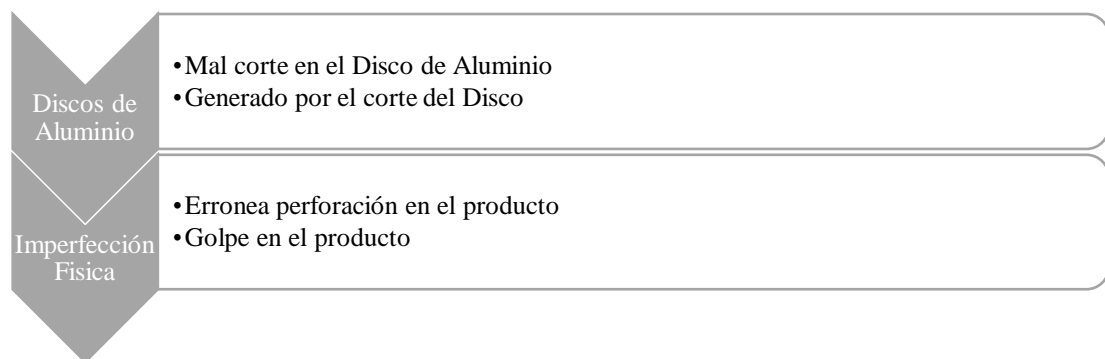 Discos de
Aluminio
•Mal corte en el Disco de Aluminio
•Generado por el corte del Disco
Imperfección
Fisica
•Erronea perforación en el producto
•Golpe en el producto